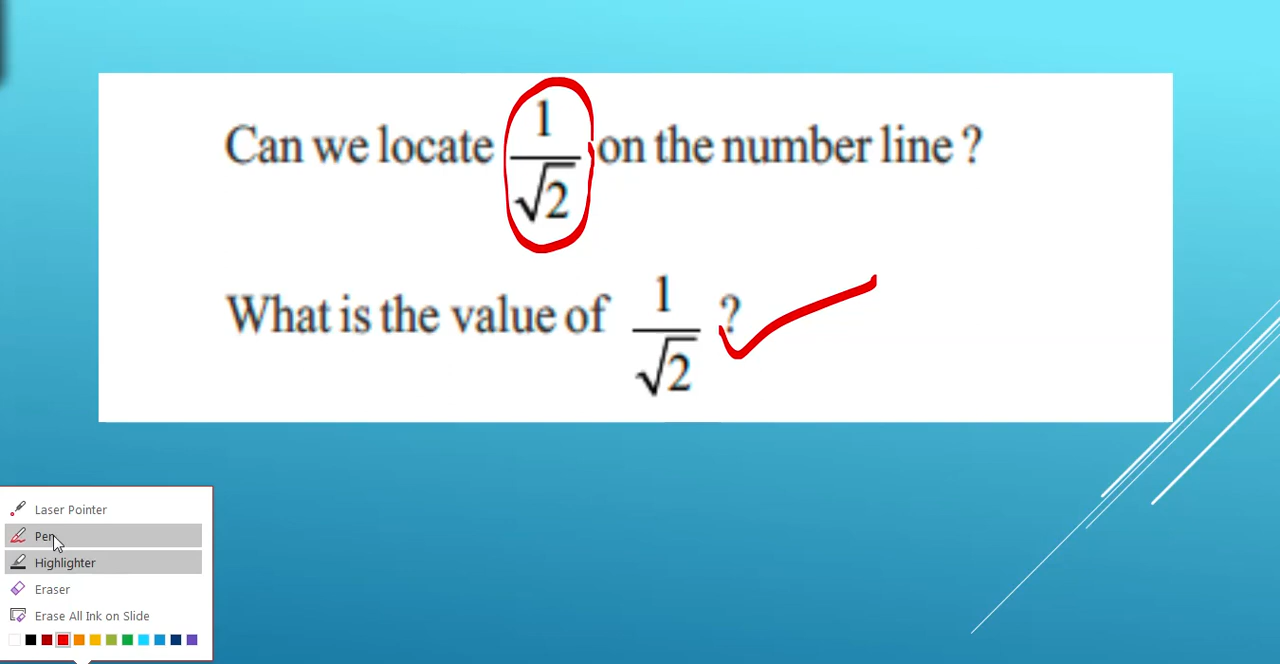 Can we locate 1/√2 on the number line ?
What is the value of 1/√2 ?
Laser Pointer
Pen
Highlighter
Eraser
Erase All Ink on Slide